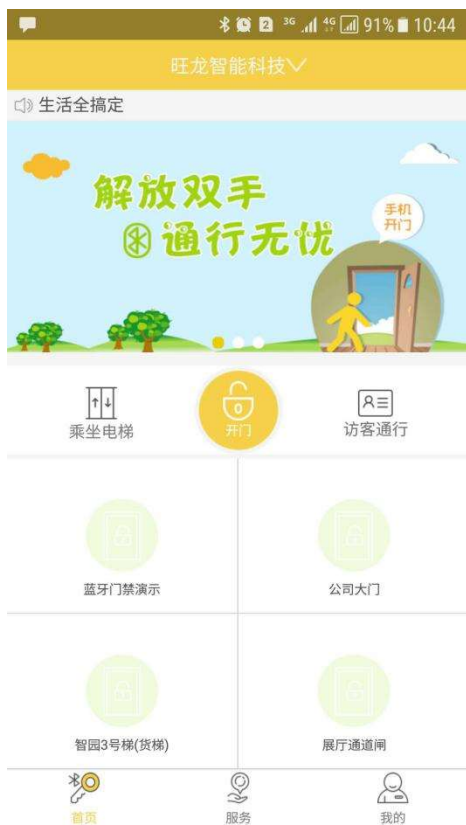 2 3G 4G 91% 10:44
旺龙智能科技
生活全搞定
解放双手
通行无忧
手机
开门
乘坐电梯
开门
访客通行
蓝牙门禁演示
公司大门
智园3号梯(货梯)
展厅通道闸
首页
服务
我的